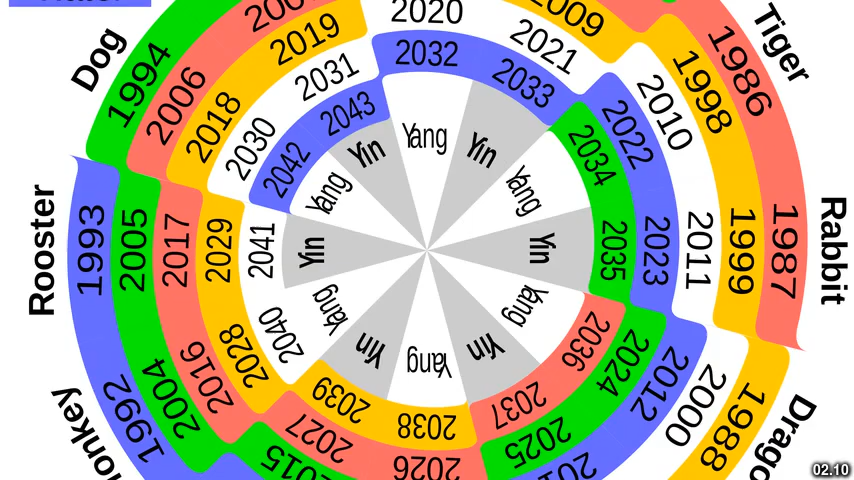 2020
2009
2019
2032
2021
Tiger
Dog
1994
2006
2018
2031
2033
2022
2010
1998
1986
2030
2043
Yang
Yin
2034
2042
Yin
Yang
Yang
Rooster
1993
2005
2017
2029
2041
Yin
Yin
2035
2023
2011
1999
1987
Rabbit
2040
Yang
Yang
2036
2028
Yin
Yang
Yin
2024
2016
2039
2038
2037
2012
2004
2027
2026
2025
2000
1992
2015
1988
02.10